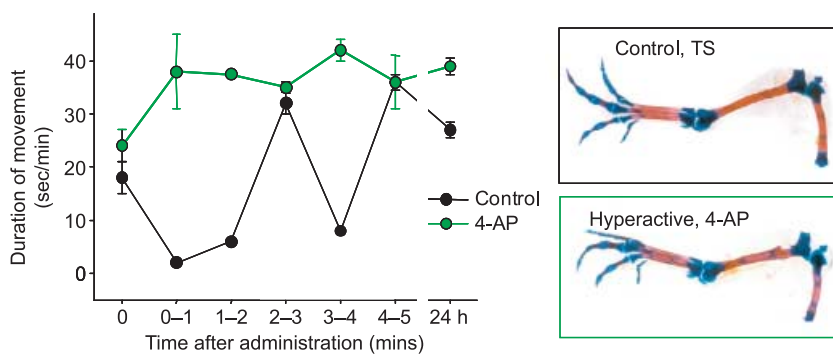 Duration of movement
(sec/min)
40
30
20
10
0
0
0–1
1–2
2–3
3–4
4–5
24 h
Time after administration (mins)
Control
4-AP
Control, TS
Hyperactive, 4-AP